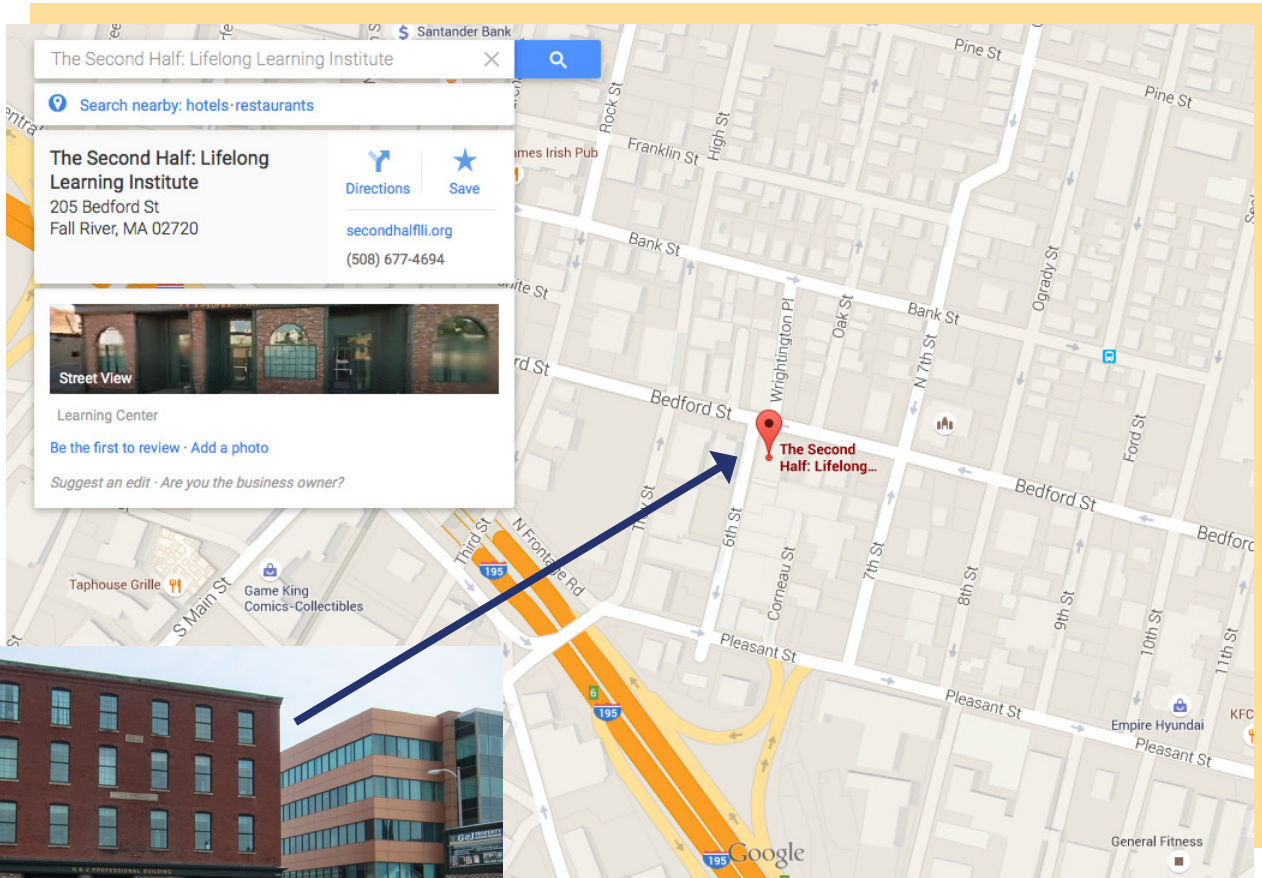 Santander Bank
The Second Half: Lifelong Learning Institute
Search nearby: hotels · restaurants
The Second Half: Lifelong
Learning Institute
205 Bedford St
Fall River, MA 02720
Directions
Save
secondhalflli.org
(508) 677-4694
Street View
Learning Center
Be the first to review · Add a photo
Suggest an edit · Are you the business owner?
Pine St
Pine St
Rock St
High St
Franklin St
Irish Pub
Bank St
Bank St
Ogrady St
Wrightington Pl
Oak St
N 7th St
Bedford St
The Second
Half: Lifelong...
Ford St
Bedford St
Bedford
Troy St
6th St
Third St
N Frontage Rd
195
Corneau St
7th St
8th St
9th St
10th St
11th St
Taphouse Grille
Game King
Comics-Collectibles
S Main St
Pleasant St
Pleasant St
Pleasant St
6
195
Empire Hyundai
KFC
General Fitness
195
Google
G & J PROPERTY
G & J PROFESSIONAL BUILDING